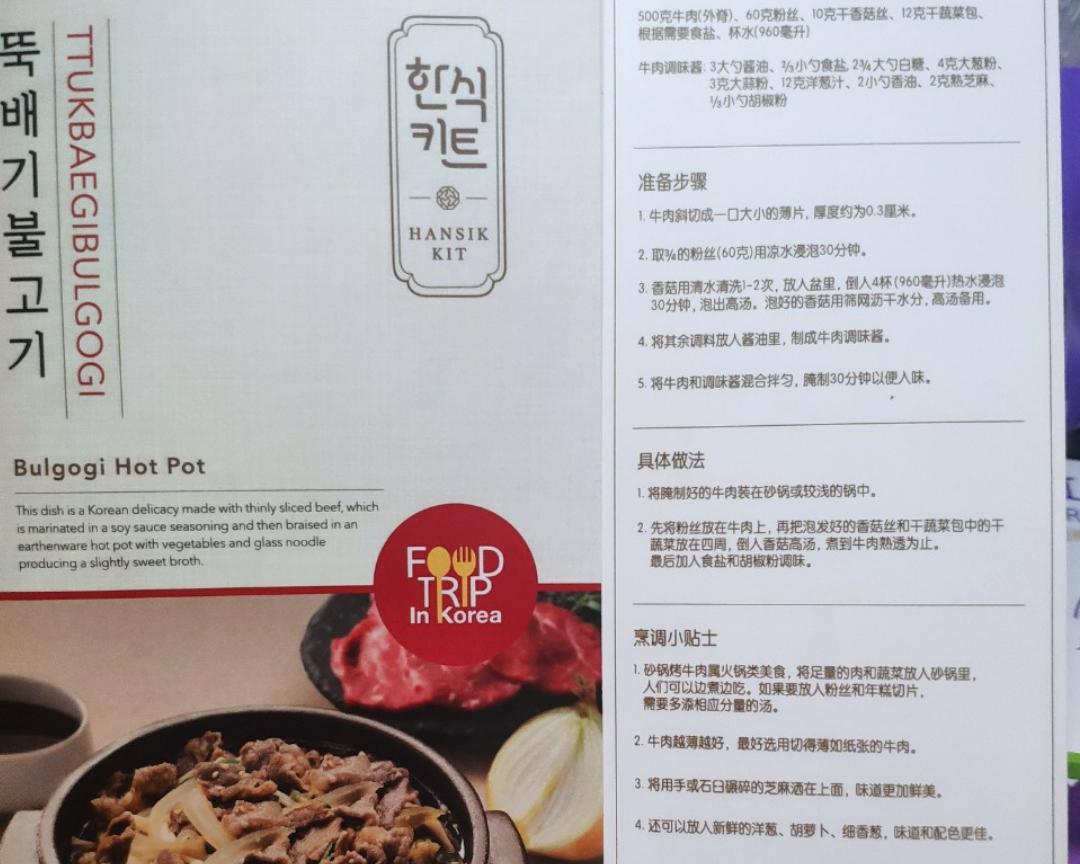 뚝배기불고기
TTUKBAEGIBULGOGI
한식
키트
HANSIK
KIT
Bulgogi Hot Pot
This dish is a Korean delicacy made with thinly sliced beef, which
is marinated in a soy sauce seasoning and then braised in an
earthenware hot pot with vegetables and glass noodle
producing a slightly sweet broth.
FOOD
TRIP
In Korea
500克牛肉(外脊)、60克粉丝、10克干香菇丝、12克干蔬菜包、
根据需要食盐、杯水(960毫升)
牛肉调味酱: 3大勺酱油、⅔小勺食盐, 2¾大勺白糖、4克大葱粉、
3克大蒜粉、12克洋葱汁、2小勺香油、2克熟芝麻、
⅓小勺胡椒粉
准备步骤
1. 牛肉斜切成一口大小的薄片, 厚度约为0.3厘米。
2. 取¾的粉丝(60克)用凉水浸泡30分钟。
3. 香菇用清水清洗1-2次, 放人盆里, 倒人4杯(960毫升)热水浸泡
30分钟, 泡出高汤。泡好的香菇用筛网沥干水分, 高汤备用。
4. 将其余调料放人酱油里, 制成牛肉调味酱。
5. 将牛肉和调味酱混合拌匀, 腌制30分钟以便人味。
具体做法
1. 将腌制好的牛肉装在砂锅或较浅的锅中。
2. 先将粉丝放在牛肉上, 再把泡发好的香菇丝和干蔬菜包中的干
蔬菜放在四周, 倒人香菇高汤, 煮到牛肉熟透为止。
最后加人食盐和胡椒粉调味。
烹调小贴士
1. 砂锅烤牛肉属火锅类美食, 将足量的肉和蔬菜放人砂锅里,
人们可以边煮边吃。如果要放人粉丝和年糕切片,
需要多添相应分量的汤。
2. 牛肉越薄越好, 最好选用切得薄如纸张的牛肉。
3. 将用手或石臼碾碎的芝麻洒在上面, 味道更加鲜美。
4. 还可以放人新鲜的洋葱、胡萝卜、细香葱, 味道和配色更佳。